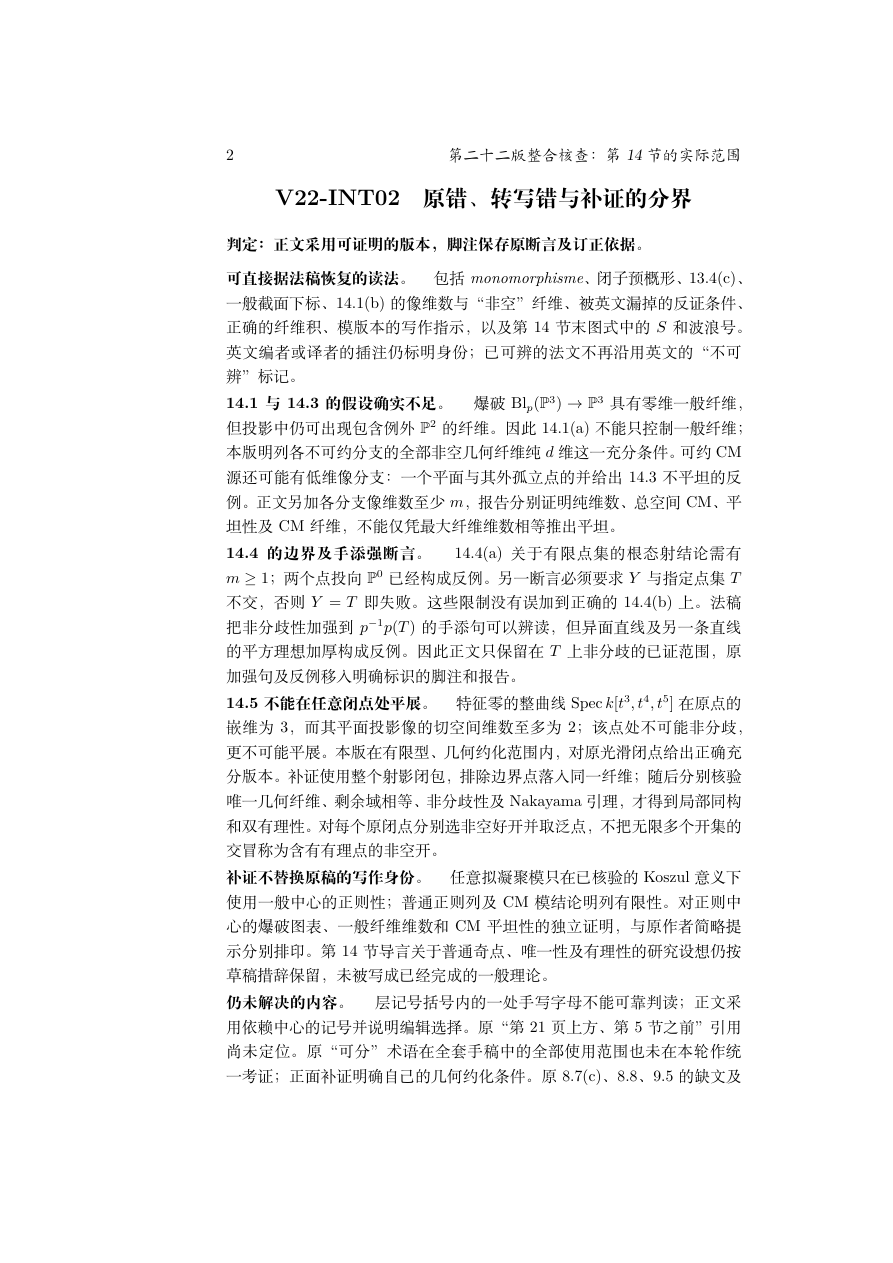 2 第二十二版整合核查：第 14 节的实际范围
V22-INT02 原错、转写错与补证的分界
判定：正文采用可证明的版本，脚注保存原断言及订正依据。
可直接据法稿恢复的读法。 包括 monomorphisme、闭子预概形、13.4(c)、
一般截面下标、14.1(b) 的像维数与“非空”纤维、被英文漏掉的反证条件、
正确的纤维积、模版本的写作指示，以及第 14 节末图式中的 S 和波浪号。
英文编者或译者的插注仍标明身份；已可辨的法文不再沿用英文的“不可
辨”标记。
14.1 与 14.3 的假设确实不足。 爆破 Blₚ(ℙ³) → ℙ³ 具有零维一般纤维，
但投影中仍可出现包含例外 ℙ² 的纤维。因此 14.1(a) 不能只控制一般纤维；
本版明列各不可约分支的全部非空几何纤维纯 d 维这一充分条件。可约 CM
源还可能有低维像分支：一个平面与其外孤立点的并给出 14.3 不平坦的反
例。正文另加各分支像维数至少 m，报告分别证明纯维数、总空间 CM、平
坦性及 CM 纤维，不能仅凭最大纤维维数相等推出平坦。
14.4 的边界及手添强断言。 14.4(a) 关于有限点集的根态射结论需有
m ≥ 1；两个点投向 ℙ⁰ 已经构成反例。另一断言必须要求 Y 与指定点集 T
不交，否则 Y = T 即失败。这些限制没有误加到正确的 14.4(b) 上。法稿
把非分歧性加强到 p⁻¹p(T) 的手添句可以辨读，但异面直线及另一条直线
的平方理想加厚构成反例。因此正文只保留在 T 上非分歧的已证范围，原
加强句及反例移入明确标识的脚注和报告。
14.5 不能在任意闭点处平展。 特征零的整曲线 Spec k[t³, t⁴, t⁵] 在原点的
嵌维为 3，而其平面投影像的切空间维数至多为 2；该点处不可能非分歧，
更不可能平展。本版在有限型、几何约化范围内，对原光滑闭点给出正确充
分版本。补证使用整个射影闭包，排除边界点落入同一纤维；随后分别核验
唯一几何纤维、剩余域相等、非分歧性及 Nakayama 引理，才得到局部同构
和双有理性。对每个原闭点分别选非空好开并取泛点，不把无限多个开集的
交冒称为含有有理点的非空开。
补证不替换原稿的写作身份。 任意拟凝聚模只在已核验的 Koszul 意义下
使用一般中心的正则性；普通正则列及 CM 模结论明列有限性。对正则中
心的爆破图表、一般纤维维数和 CM 平坦性的独立证明，与原作者简略提
示分别排印。第 14 节导言关于普通奇点、唯一性及有理性的研究设想仍按
草稿措辞保留，未被写成已经完成的一般理论。
仍未解决的内容。 层记号括号内的一处手写字母不能可靠判读；正文采
用依赖中心的记号并说明编辑选择。原“第 21 页上方、第 5 节之前”引用
尚未定位。原“可分”术语在全套手稿中的全部使用范围也未在本轮作统
一考证；正面补证明确自己的几何约化条件。原 8.7(c)、8.8、9.5 的缺文及